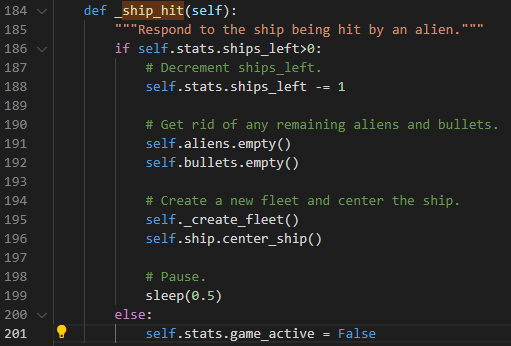 184 def _ship_hit(self):
185 """Respond to the ship being hit by an alien."""
186 if self.stats.ships_left>0:
187 # Decrement ships_left.
188 self.stats.ships_left -= 1
189
190 # Get rid of any remaining aliens and bullets.
191 self.aliens.empty()
192 self.bullets.empty()
193
194 # Create a new fleet and center the ship.
195 self._create_fleet()
196 self.ship.center_ship()
197
198 # Pause.
199 sleep(0.5)
200 else:
201 self.stats.game_active = False